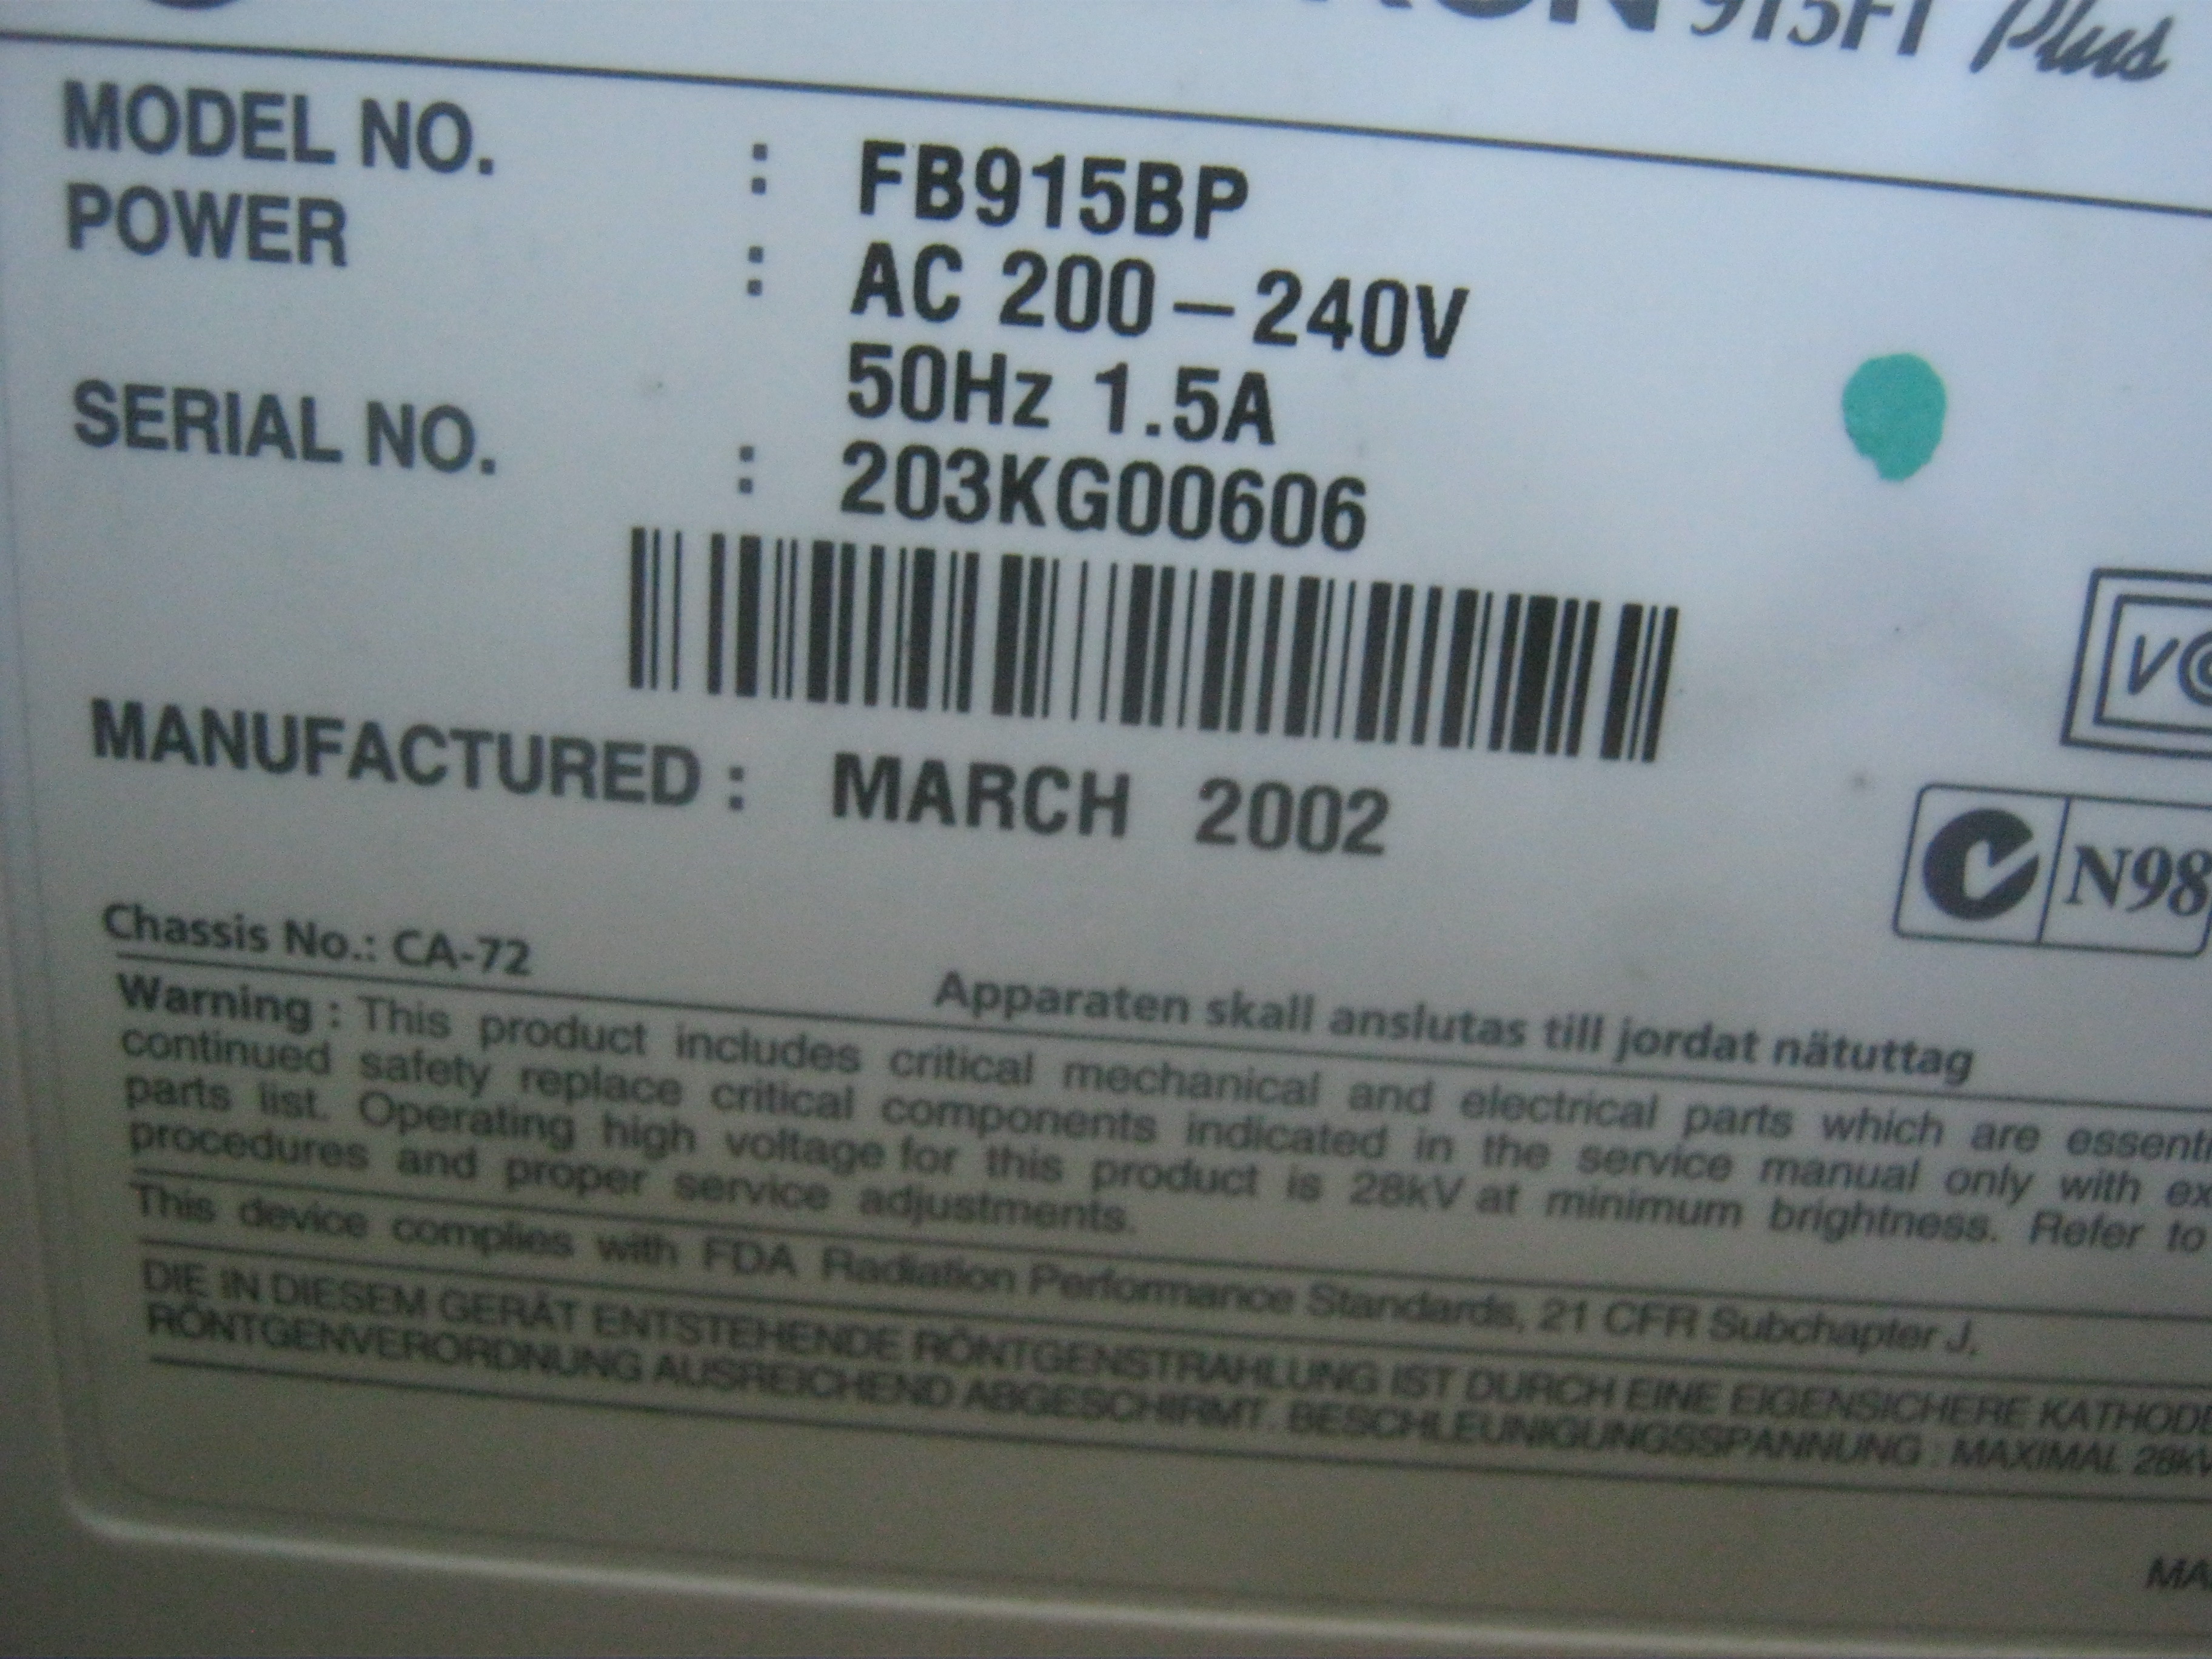 915FT Plus
MODEL NO. : FB915BP
POWER : AC 200-240V
50Hz 1.5A
SERIAL NO. : 203KG00606
MANUFACTURED : MARCH 2002
N98
Chassis No.: CA-72
Apparaten skall anslutas till jordat nätuttag
Warning : This product includes critical mechanical and electrical parts which are
continued safety replace critical components indicated in the service manual only with
parts list. Operating high voltage for this product is 28kV at minimum brightness. Refer to
procedures and proper service adjustments.
This device complies with FDA Radiation Performance Standards, 21 CFR Subchapter J.
DIE IN DIESEM GERÄT ENTSTEHENDE RÖNTGENSTRAHLUNG IST DURCH EINE EIGENSICHERE
RÖNTGENVERORDNUNG AUSREICHEND ABGESCHIRMT. BESCHLEUNIGUNGSSPANNUNG : MAXIMAL 28kV